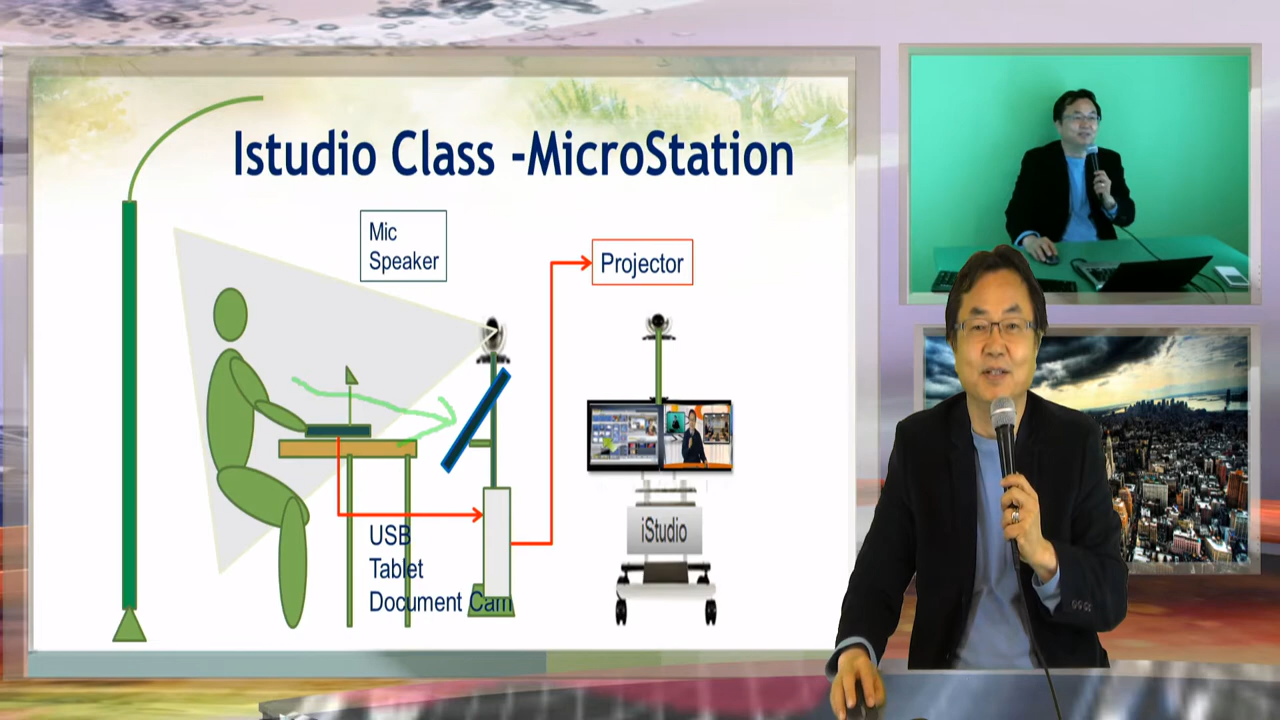 Istudio Class -MicroStation
Mic
Speaker
Projector
iStudio
USB
Tablet
Document Cam